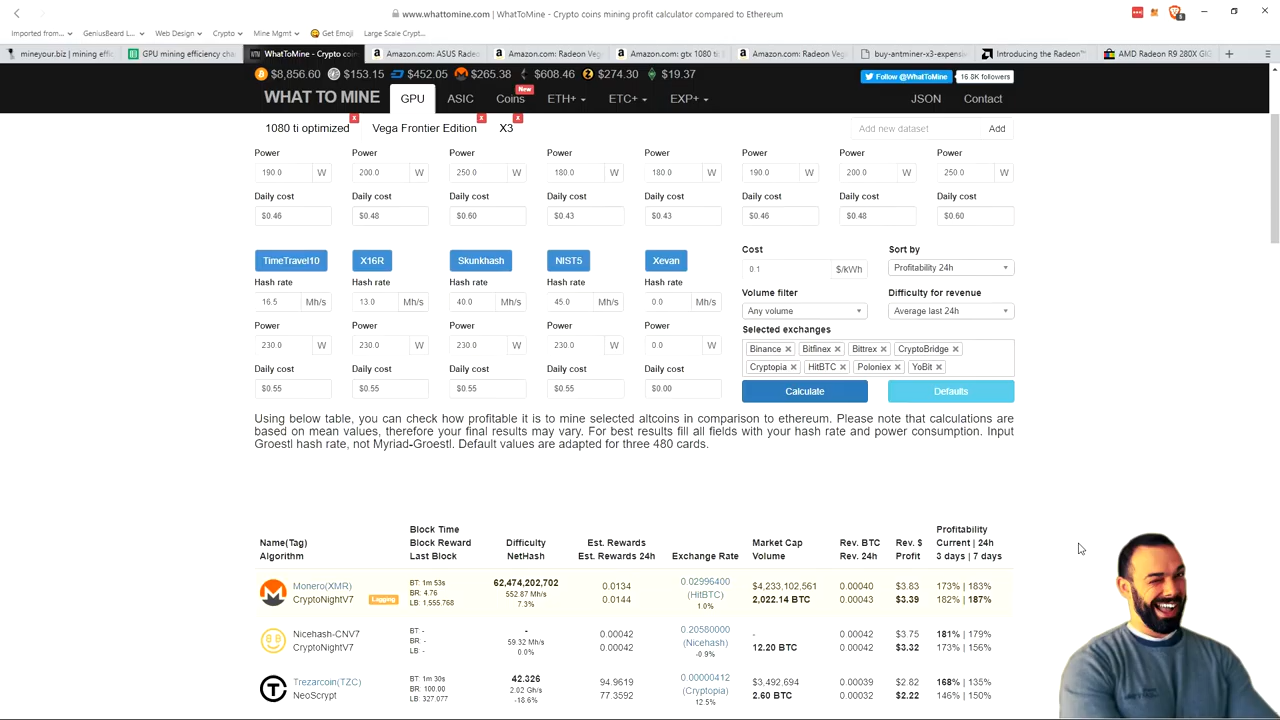 www.whattomine.com | WhatToMine - Crypto coins mining profit calculator compared to Ethereum
Imported from... GeniusBeard L... Web Design Crypto Mine Mgmt Get Emoji Large Scale Crypt...
mineyour.biz | mining effic GPU mining efficiency cha WhatToMine - Crypto coin Amazon.com: ASUS Rade Amazon.com: Radeon Veg Amazon.com: gtx 1080 ti Amazon.com: Radeon Veg buy-antminer-x3-expensi Introducing the Radeon™ AMD Radeon R9 280X GIG
$8,856.60 $153.15 $452.05 $265.38 $608.46 $274.30 $19.37 Follow @WhatToMine 16.8K followers
WHAT TO MINE GPU ASIC Coins New ETH+ ETC+ EXP+ JSON Contact
1080 ti optimized x Vega Frontier Edition x X3 x Add new dataset Add
Power Power Power Power Power Power Power Power
190.0 W 200.0 W 250.0 W 180.0 W 180.0 W 190.0 W 200.0 W 250.0 W
Daily cost Daily cost Daily cost Daily cost Daily cost Daily cost Daily cost Daily cost
$0.46 $0.48 $0.60 $0.43 $0.43 $0.46 $0.48 $0.60
TimeTravel10 X16R Skunkhash NIST5 Xevan
Hash rate Hash rate Hash rate Hash rate Hash rate
16.5 Mh/s 13.0 Mh/s 40.0 Mh/s 45.0 Mh/s 0.0 Mh/s
Power Power Power Power Power
230.0 W 230.0 W 230.0 W 230.0 W 0.0 W
Daily cost Daily cost Daily cost Daily cost Daily cost
$0.55 $0.55 $0.55 $0.55 $0.00
Cost Sort by
0.1 $/kWh Profitability 24h
Volume filter Difficulty for revenue
Any volume Average last 24h
Selected exchanges
Binance Bitfinex Bittrex CryptoBridge
Cryptopia HitBTC Poloniex YoBit
Calculate Defaults
Using below table, you can check how profitable it is to mine selected altcoins in comparison to ethereum. Please note that calculations are
based on mean values, therefore your final results may vary. For best results fill all fields with your hash rate and power consumption. Input
Groestl hash rate, not Myriad-Groestl. Default values are adapted for three 480 cards.
Block Time Profitability
Name(Tag) Block Reward Difficulty Est. Rewards Market Cap Rev. BTC Rev. $ Current | 24h
Algorithm Last Block NetHash Est. Rewards 24h Exchange Rate Volume Rev. 24h Profit 3 days | 7 days
Monero(XMR) BT: 1m 53s 62,474,202,702 0.0134 0.02996400 $4,233,102,561 0.00040 $3.83 173% | 183%
CryptoNightV7 Lagging BR: 4.76 552.87 Mh/s 0.0144 (HitBTC) 2,022.14 BTC 0.00043 $3.39 182% | 187%
LB: 1.555.768 7.3% 1.0%
Nicehash-CNV7 BT: - - 0.00042 0.20580000 - 0.00042 $3.75 181% | 179%
CryptoNightV7 BR: - 59.32 Mh/s 0.00042 (Nicehash) 12.20 BTC 0.00042 $3.32 173% | 156%
LB: - 0.0% -0.9%
Trezarcoin(TZC) BT: 1m 30s 42.326 94.9619 0.00000412 $3,492,694 0.00039 $2.82 168% | 135%
NeoScrypt BR: 100.00 2.02 Gh/s 77.3592 (Cryptopia) 2.60 BTC 0.00032 $2.22 146% | 150%
LB: 327.077 -18.6% 12.5%